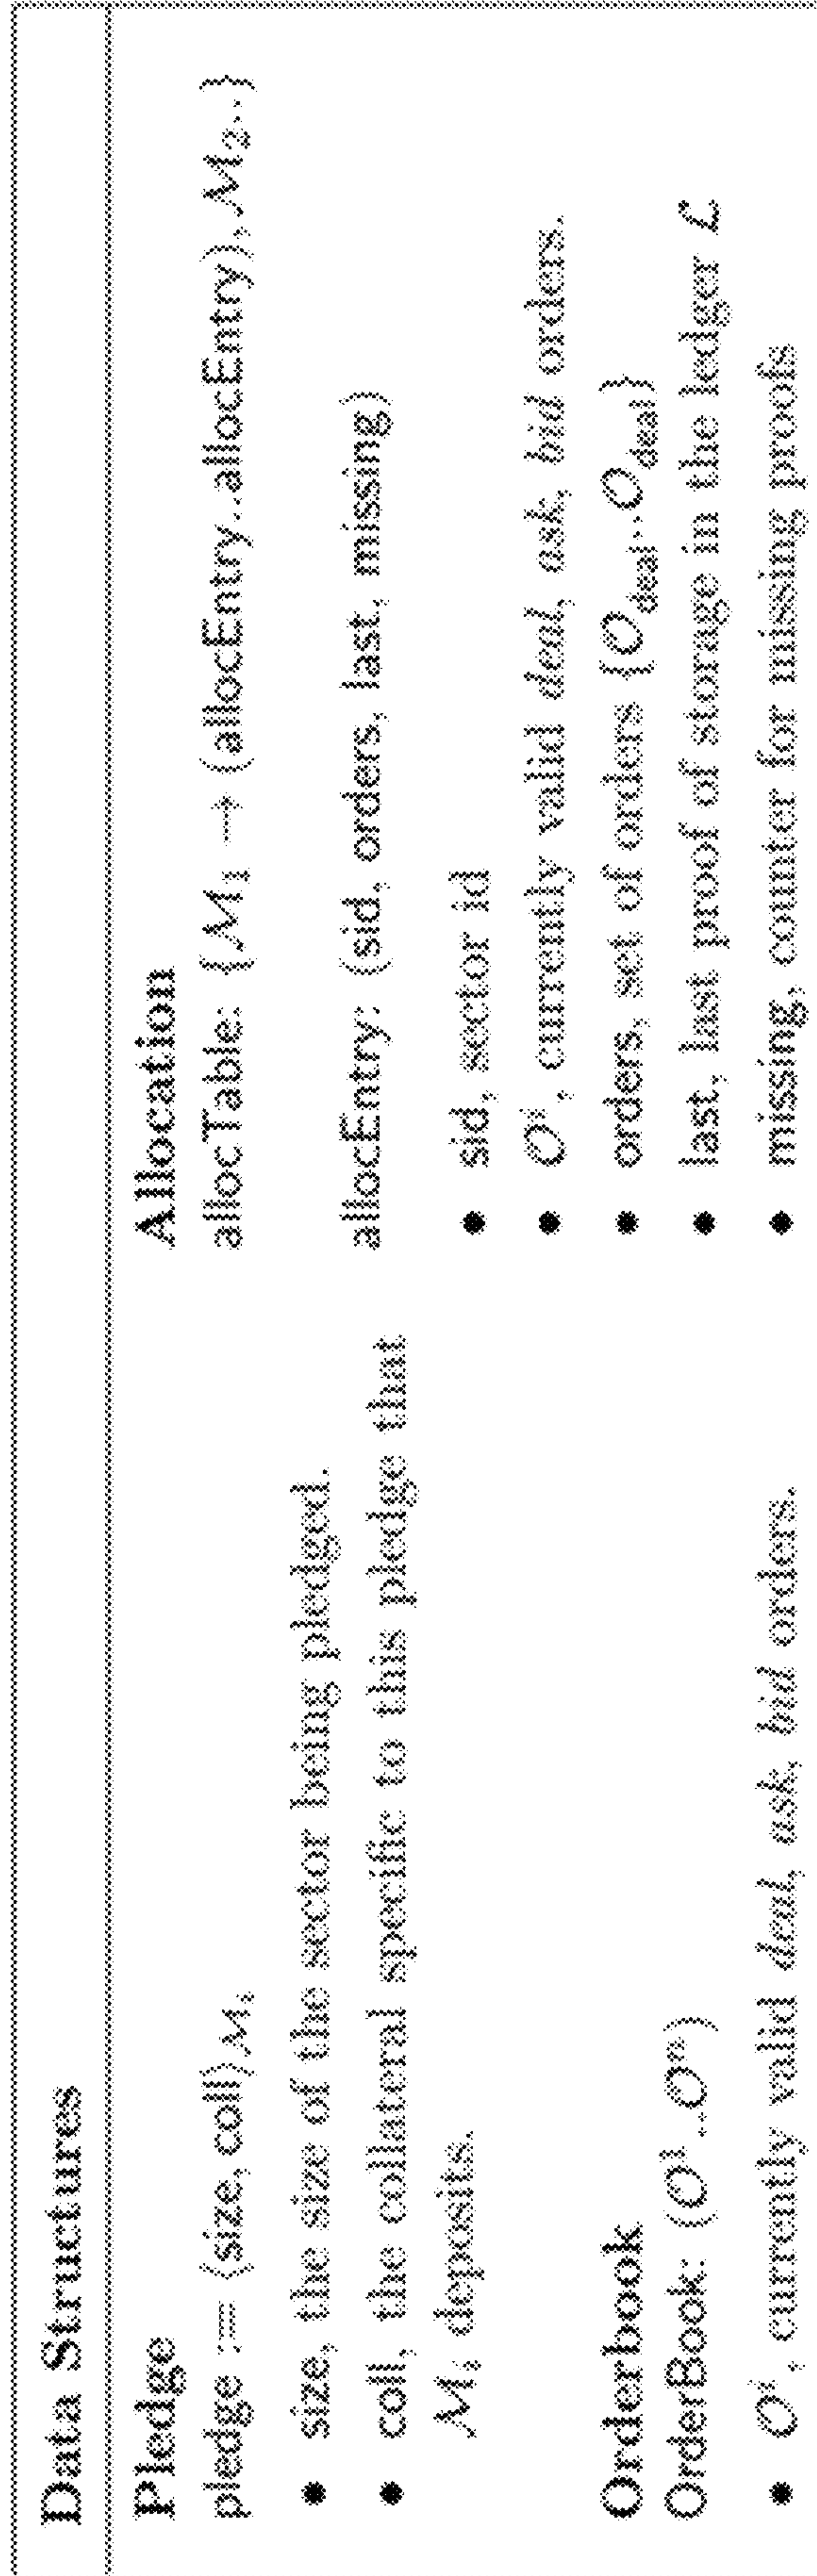 Data Structures
Pledge
pledge := ⟨size, coll⟩ℳᵢ
• size, the size of the sector being pledged.
• coll, the collateral specific to this pledge that
ℳᵢ deposits.
Orderbook
OrderBook: (𝒪¹..𝒪ⁿ)
• 𝒪ⁱ, currently valid deal, ask, bid orders.
Allocation
allocTable: {ℳ₁ → (allocEntry..allocEntry), ℳ₂..}
allocEntry: (sid, orders, last, missing)
• sid, sector id
• 𝒪ⁱ, currently valid deal, ask, bid orders.
• orders, set of orders {𝒪deal..𝒪deal}
• last, last proof of storage in the ledger ℒ
• missing, counter for missing proofs